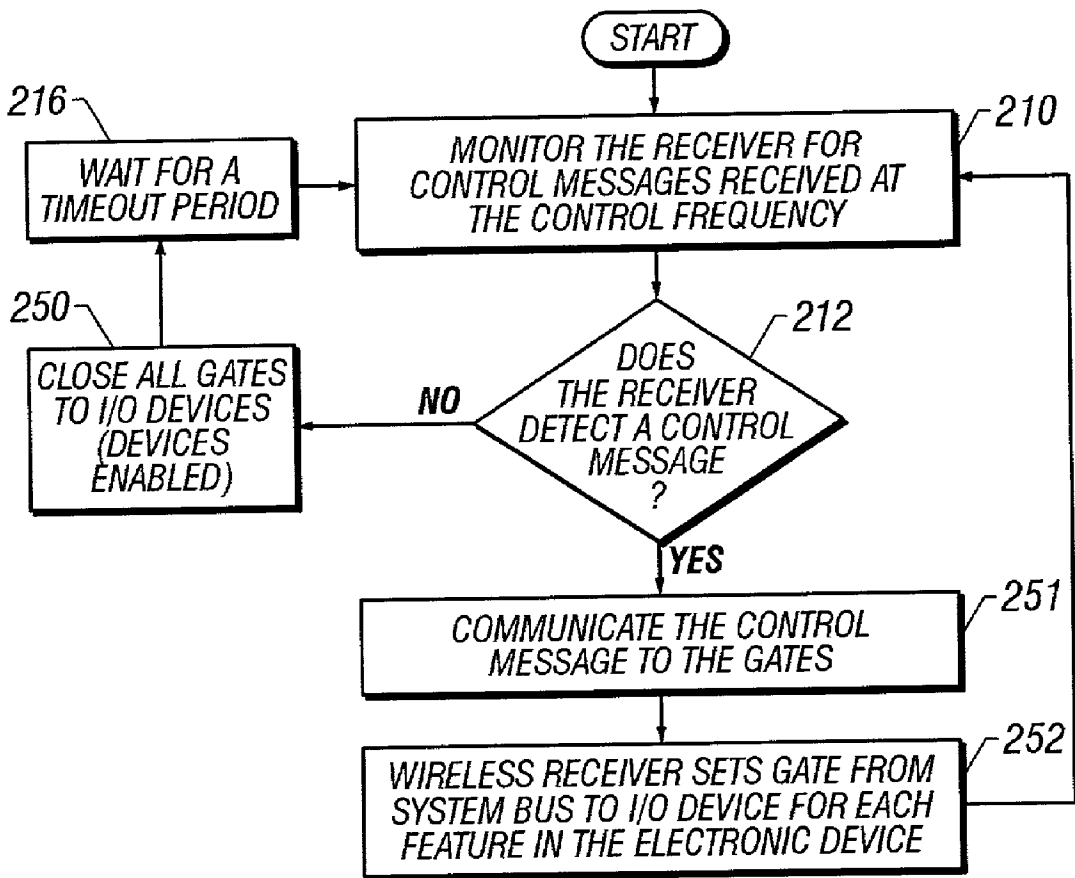 START
216
210
WAIT FOR A
TIMEOUT PERIOD
MONITOR THE RECEIVER FOR
CONTROL MESSAGES RECEIVED AT
THE CONTROL FREQUENCY
250
212
CLOSE ALL GATES
TO I/O DEVICES
(DEVICES
ENABLED)
NO
DOES
THE RECEIVER
DETECT A CONTROL
MESSAGE
?
YES
251
COMMUNICATE THE CONTROL
MESSAGE TO THE GATES
252
WIRELESS RECEIVER SETS GATE FROM
SYSTEM BUS TO I/O DEVICE FOR EACH
FEATURE IN THE ELECTRONIC DEVICE